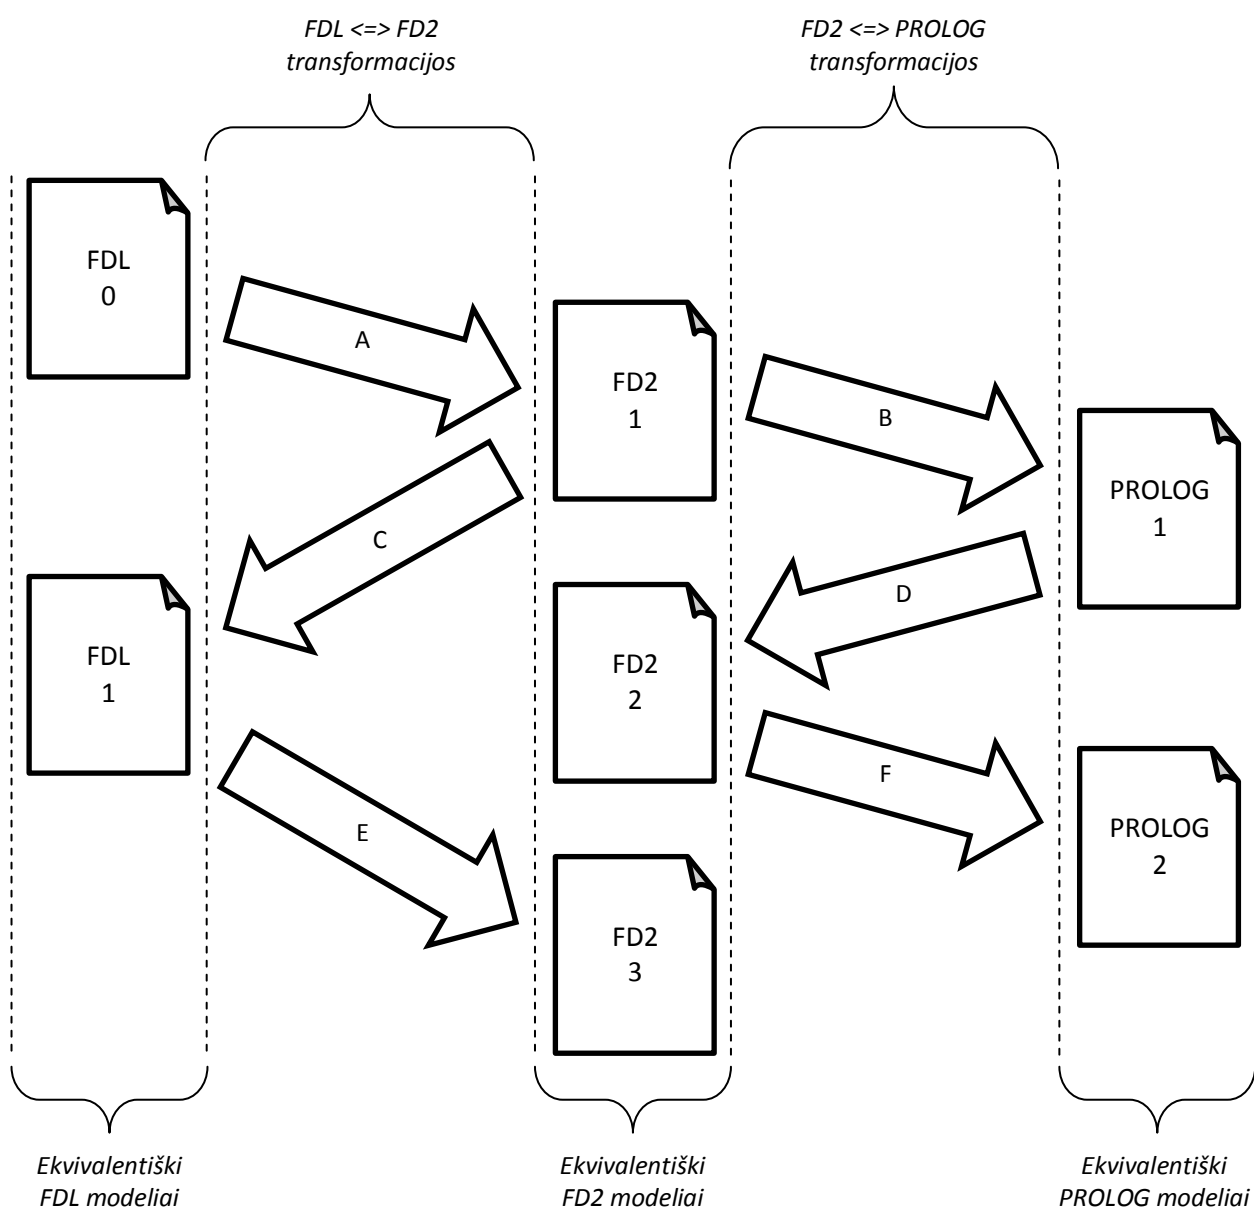 FDL <=> FD2
transformacijos
FD2 <=> PROLOG
transformacijos
FDL
0
A
FD2
1
B
PROLOG
1
C
D
FDL
1
FD2
2
E
F
PROLOG
2
FD2
3
Ekvivalentiški
FDL modeliai
Ekvivalentiški
FD2 modeliai
Ekvivalentiški
PROLOG modeliai